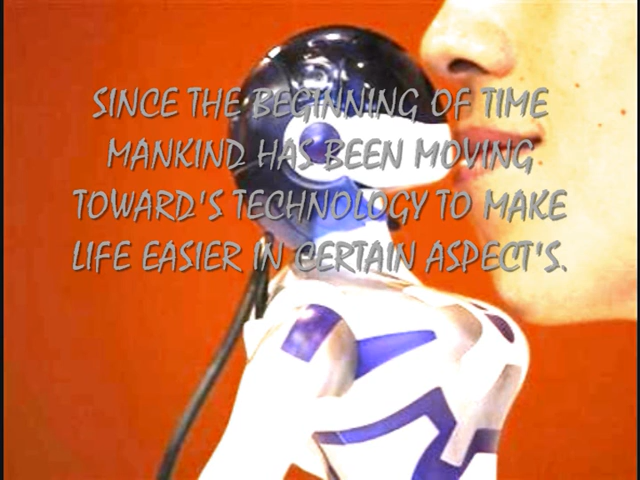 SINCE THE BEGINNING OF TIME
MANKIND HAS BEEN MOVING
TOWARD'S TECHNOLOGY TO MAKE
LIFE EASIER IN CERTAIN ASPECT'S.